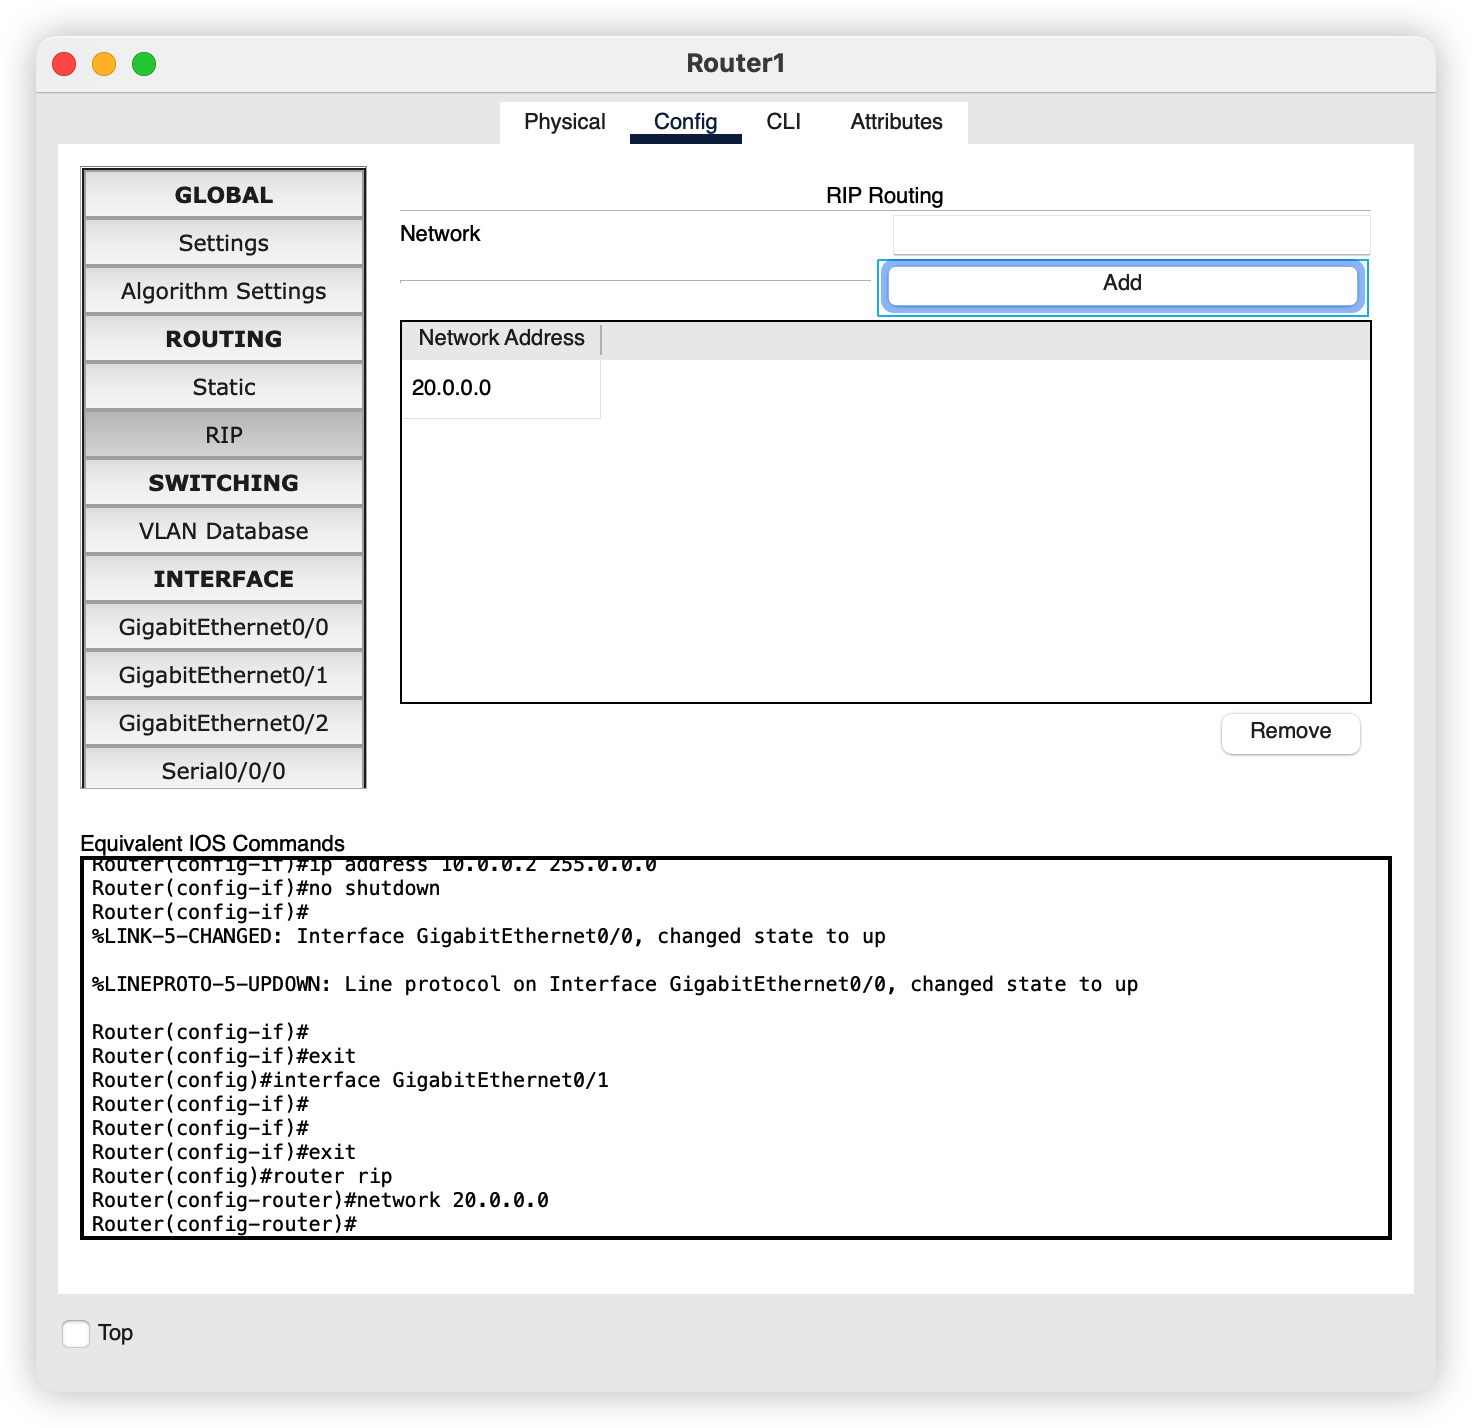 Router1
Physical Config CLI Attributes
GLOBAL
Settings
Algorithm Settings
ROUTING
Static
RIP
SWITCHING
VLAN Database
INTERFACE
GigabitEthernet0/0
GigabitEthernet0/1
GigabitEthernet0/2
Serial0/0/0
RIP Routing
Network
Add
Network Address
20.0.0.0
Remove
Equivalent IOS Commands
Router(config-if)#ip address 10.0.0.2 255.0.0.0
Router(config-if)#no shutdown
Router(config-if)#
%LINK-5-CHANGED: Interface GigabitEthernet0/0, changed state to up
%LINEPROTO-5-UPDOWN: Line protocol on Interface GigabitEthernet0/0, changed state to up
Router(config-if)#
Router(config-if)#exit
Router(config)#interface GigabitEthernet0/1
Router(config-if)#
Router(config-if)#
Router(config-if)#exit
Router(config)#router rip
Router(config-router)#network 20.0.0.0
Router(config-router)#
Top